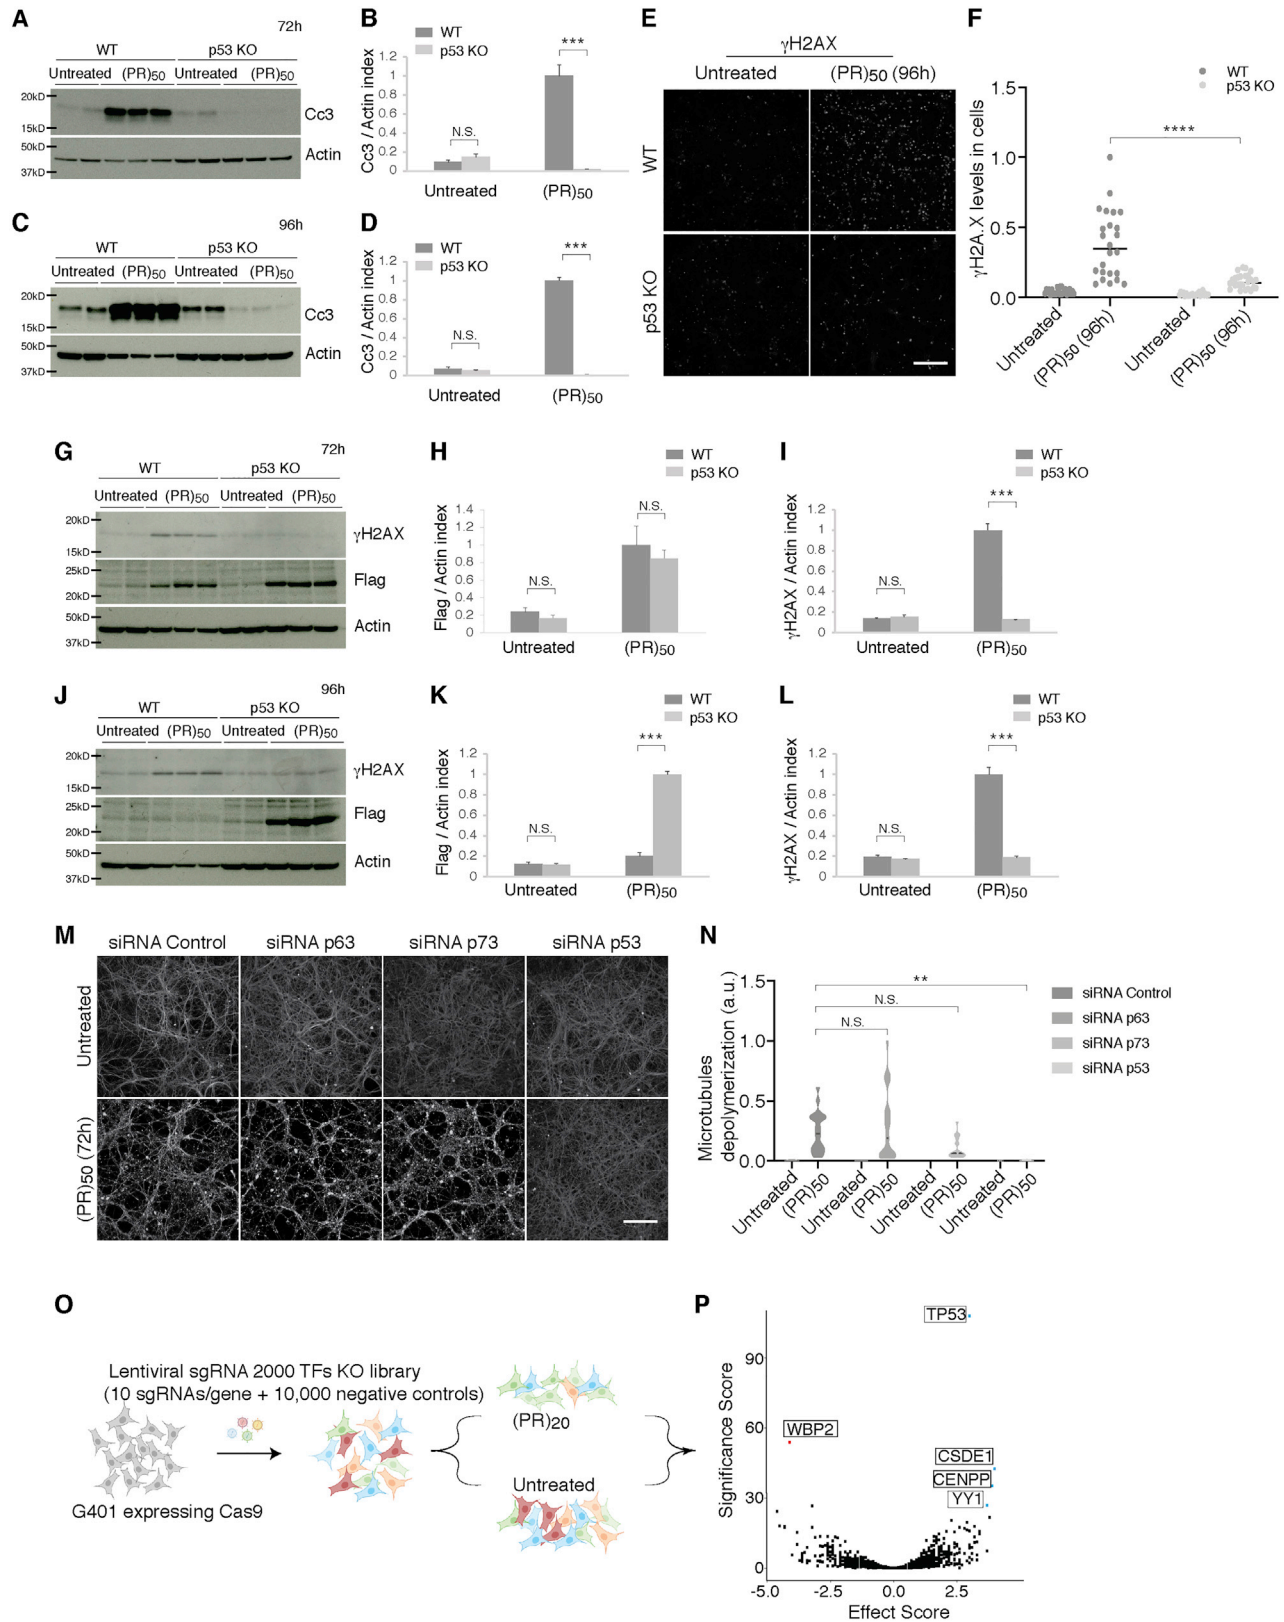 A
72h
WT
p53 KO
Untreated (PR)50 Untreated (PR)50
20kD
Cc3
15kD
50kD
Actin
37kD
B
WT
p53 KO
Cc3 / Actin index
1.2
1
0.8
0.6
0.4
0.2
0
N.S.
***
Untreated
(PR)50
C
96h
WT
p53 KO
Untreated (PR)50 Untreated (PR)50
20kD
Cc3
15kD
50kD
Actin
37kD
D
WT
p53 KO
Cc3 / Actin index
1.2
1
0.8
0.6
0.4
0.2
0
N.S.
***
Untreated
(PR)50
E
γH2AX
Untreated
(PR)50 (96h)
WT
p53 KO
F
WT
p53 KO
γH2A.X levels in cells
1.5
1.0
0.5
0.0
****
Untreated
(PR)50 (96h)
Untreated
(PR)50 (96h)
G
72h
WT
p53 KO
Untreated (PR)50 Untreated (PR)50
20kD
γH2AX
15kD
25kD
Flag
20kD
50kD
Actin
37kD
H
WT
p53 KO
Flag / Actin index
1.4
1.2
1
0.8
0.6
0.4
0.2
0
N.S.
N.S.
Untreated
(PR)50
I
WT
p53 KO
γH2AX / Actin index
1.2
1
0.8
0.6
0.4
0.2
0
N.S.
***
Untreated
(PR)50
J
96h
WT
p53 KO
Untreated (PR)50 Untreated (PR)50
20kD
γH2AX
15kD
25kD
Flag
20kD
50kD
Actin
37kD
K
WT
p53 KO
Flag / Actin index
1.2
1
0.8
0.6
0.4
0.2
0
N.S.
***
Untreated
(PR)50
L
WT
p53 KO
γH2AX / Actin index
1.2
1
0.8
0.6
0.4
0.2
0
N.S.
***
Untreated
(PR)50
M
siRNA Control
siRNA p63
siRNA p73
siRNA p53
Untreated
(PR)50 (72h)
N
Microtubules
depolymerization (a.u.)
1.5
1.0
0.5
0.0
**
N.S.
N.S.
siRNA Control
siRNA p63
siRNA p73
siRNA p53
Untreated
(PR)50
Untreated
(PR)50
Untreated
(PR)50
Untreated
(PR)50
O
Lentiviral sgRNA 2000 TFs KO library
(10 sgRNAs/gene + 10,000 negative controls)
G401 expressing Cas9
(PR)20
Untreated
P
Significance Score
90
60
30
0
TP53
WBP2
CSDE1
CENPP
YY1
-5.0
-2.5
0.0
2.5
Effect Score